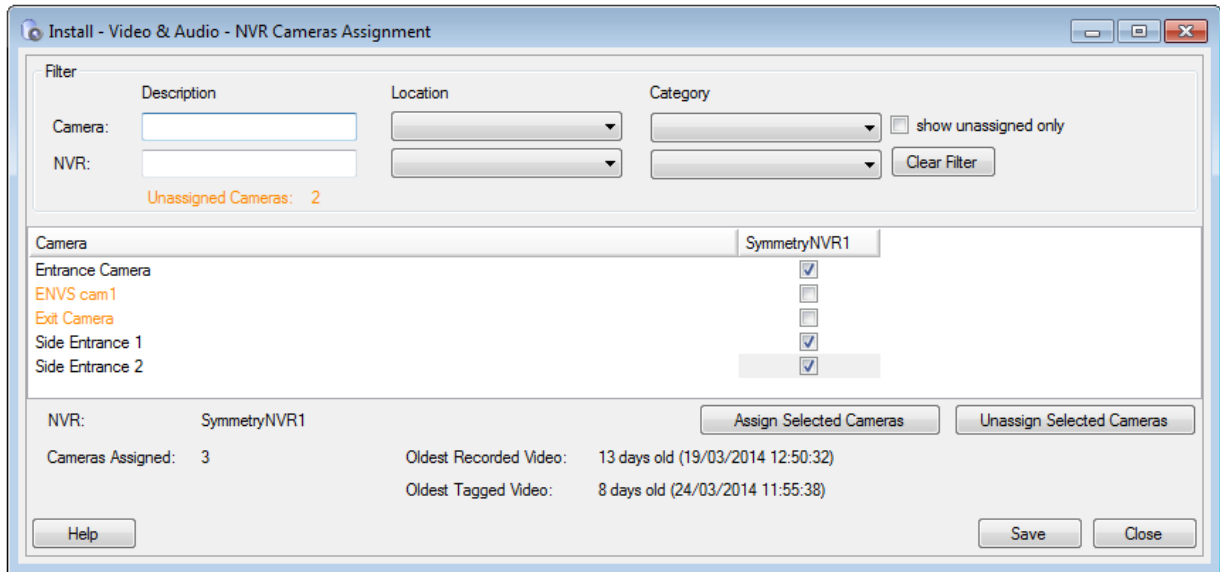 Install - Video & Audio - NVR Cameras Assignment
Filter
Description Location Category
Camera: show unassigned only
NVR: Clear Filter
Unassigned Cameras: 2
Camera SymmetryNVR1
Entrance Camera
ENVS cam1
Exit Camera
Side Entrance 1
Side Entrance 2
NVR: SymmetryNVR1 Assign Selected Cameras Unassign Selected Cameras
Cameras Assigned: 3 Oldest Recorded Video: 13 days old (19/03/2014 12:50:32)
Oldest Tagged Video: 8 days old (24/03/2014 11:55:38)
Help Save Close